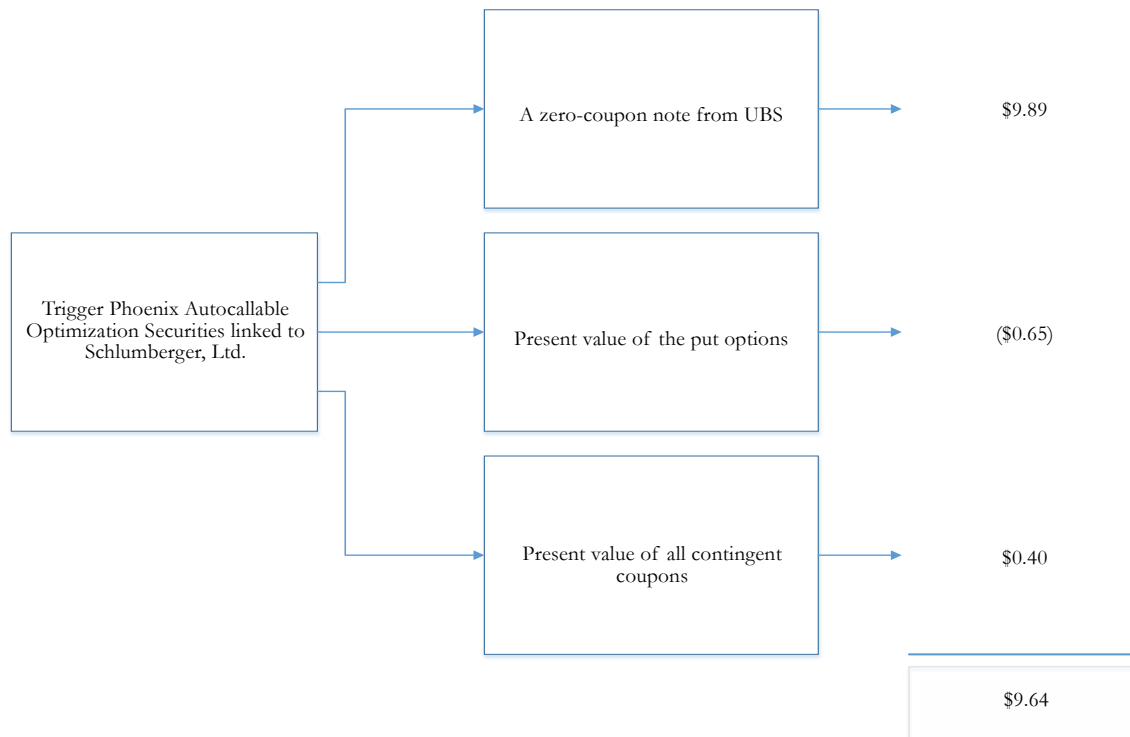 A zero-coupon note from UBS
$9.89
Trigger Phoenix Autocallable
Optimization Securities linked to
Schlumberger, Ltd.
Present value of the put options
($0.65)
Present value of all contingent
coupons
$0.40
$9.64